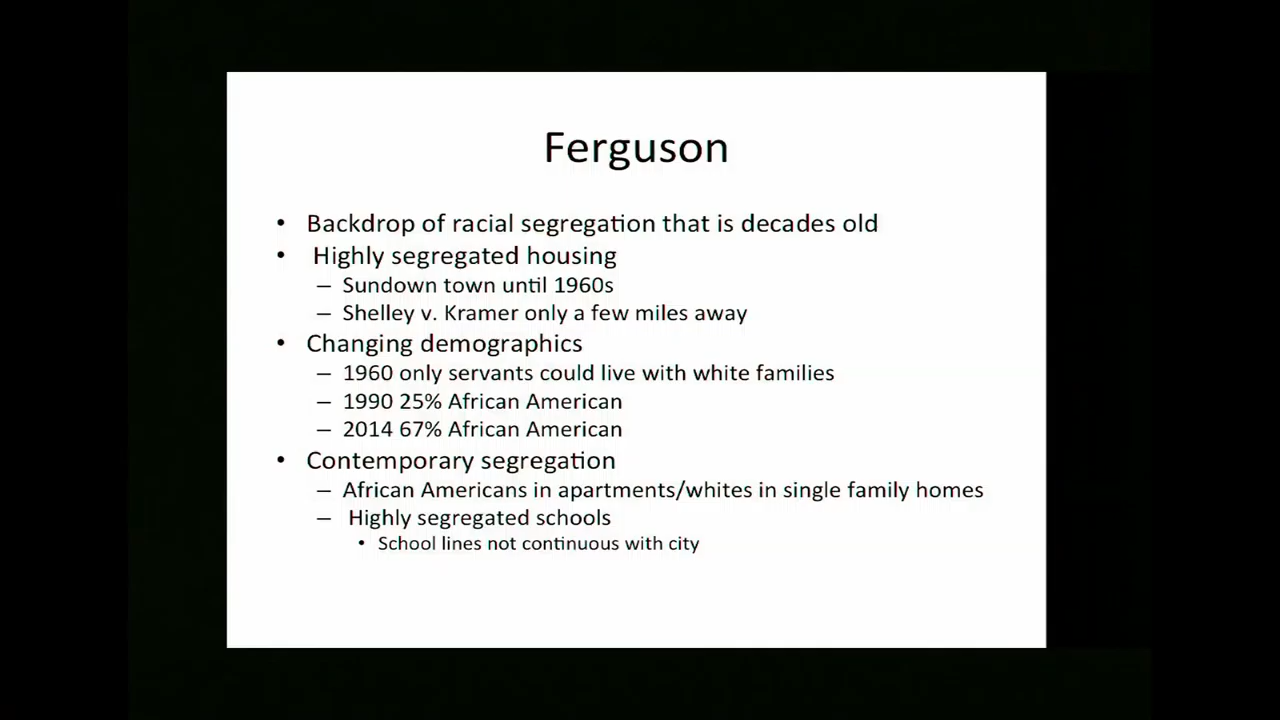 Ferguson
• Backdrop of racial segregation that is decades old
• Highly segregated housing
– Sundown town until 1960s
– Shelley v. Kramer only a few miles away
• Changing demographics
– 1960 only servants could live with white families
– 1990 25% African American
– 2014 67% African American
• Contemporary segregation
– African Americans in apartments/whites in single family homes
– Highly segregated schools
• School lines not continuous with city